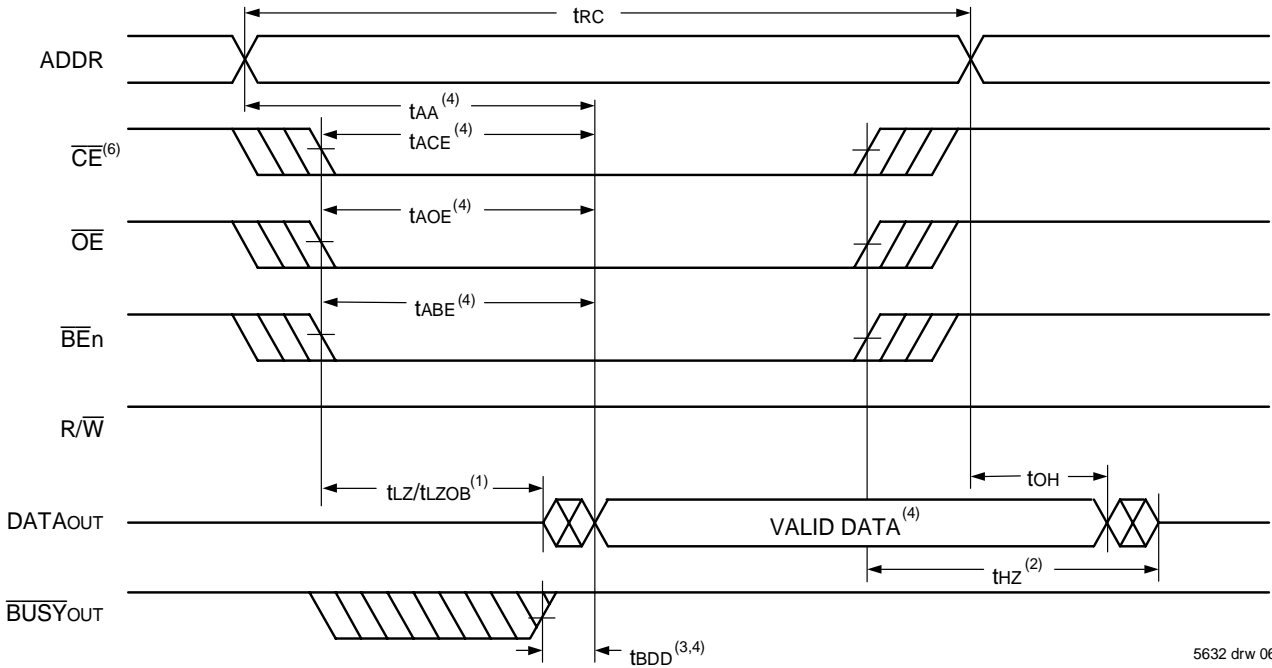 tRC
ADDR
tAA (4)
CE (6)
tACE (4)
OE
tAOE (4)
BEn
tABE (4)
R/W
tLZ/tLZOB (1)
tOH
DATAOUT
VALID DATA (4)
tHZ (2)
BUSYOUT
tBDD (3,4)
5632 drw 06